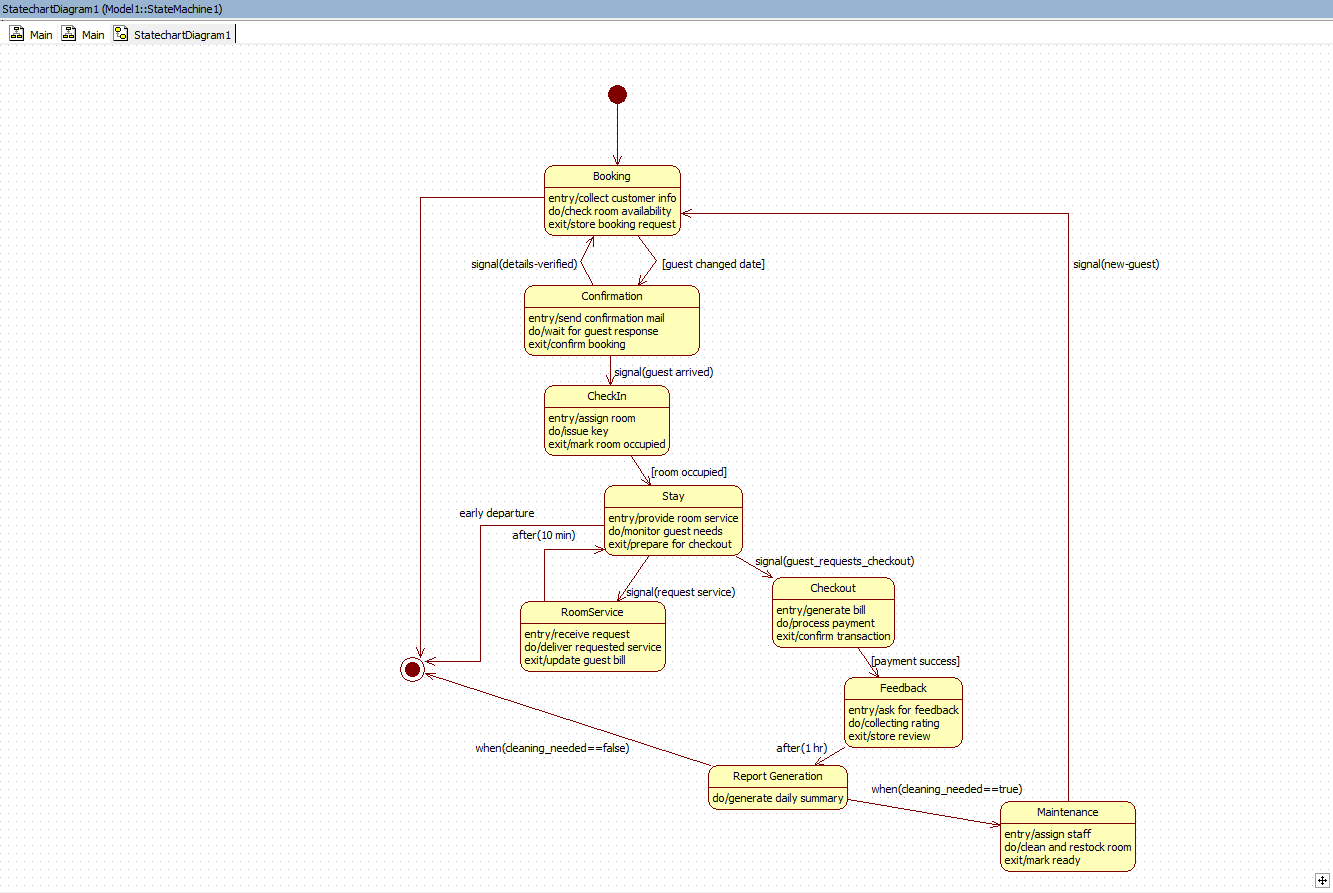 StatechartDiagram1 (Model1::StateMachine1)
Main
Main
StatechartDiagram1
Booking
entry/collect customer info
do/check room availability
exit/store booking request
signal(details-verified)
[guest changed date]
signal(new-guest)
Confirmation
entry/send confirmation mail
do/wait for guest response
exit/confirm booking
signal(guest arrived)
CheckIn
entry/assign room
do/issue key
exit/mark room occupied
[room occupied]
Stay
entry/provide room service
do/monitor guest needs
exit/prepare for checkout
early departure
after(10 min)
signal(guest_requests_checkout)
signal(request service)
Checkout
entry/generate bill
do/process payment
exit/confirm transaction
RoomService
entry/receive request
do/deliver requested service
exit/update guest bill
[payment success]
Feedback
entry/ask for feedback
do/collecting rating
exit/store review
when(cleaning_needed==false)
after(1 hr)
Report Generation
do/generate daily summary
when(cleaning_needed==true)
Maintenance
entry/assign staff
do/clean and restock room
exit/mark ready